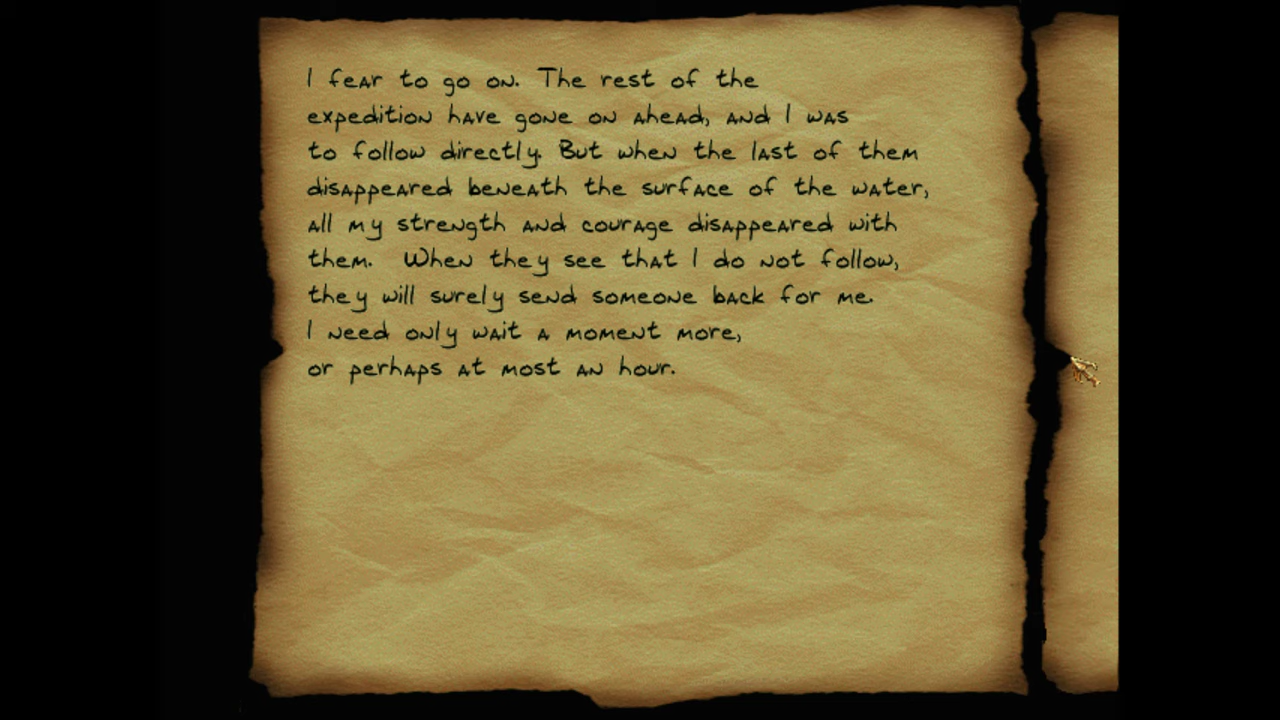 I fear to go on. The rest of the
expedition have gone on ahead, and I was
to follow directly. But when the last of them
disappeared beneath the surface of the water,
all my strength and courage disappeared with
them. When they see that I do not follow,
they will surely send someone back for me.
I need only wait a moment more,
or perhaps at most an hour.